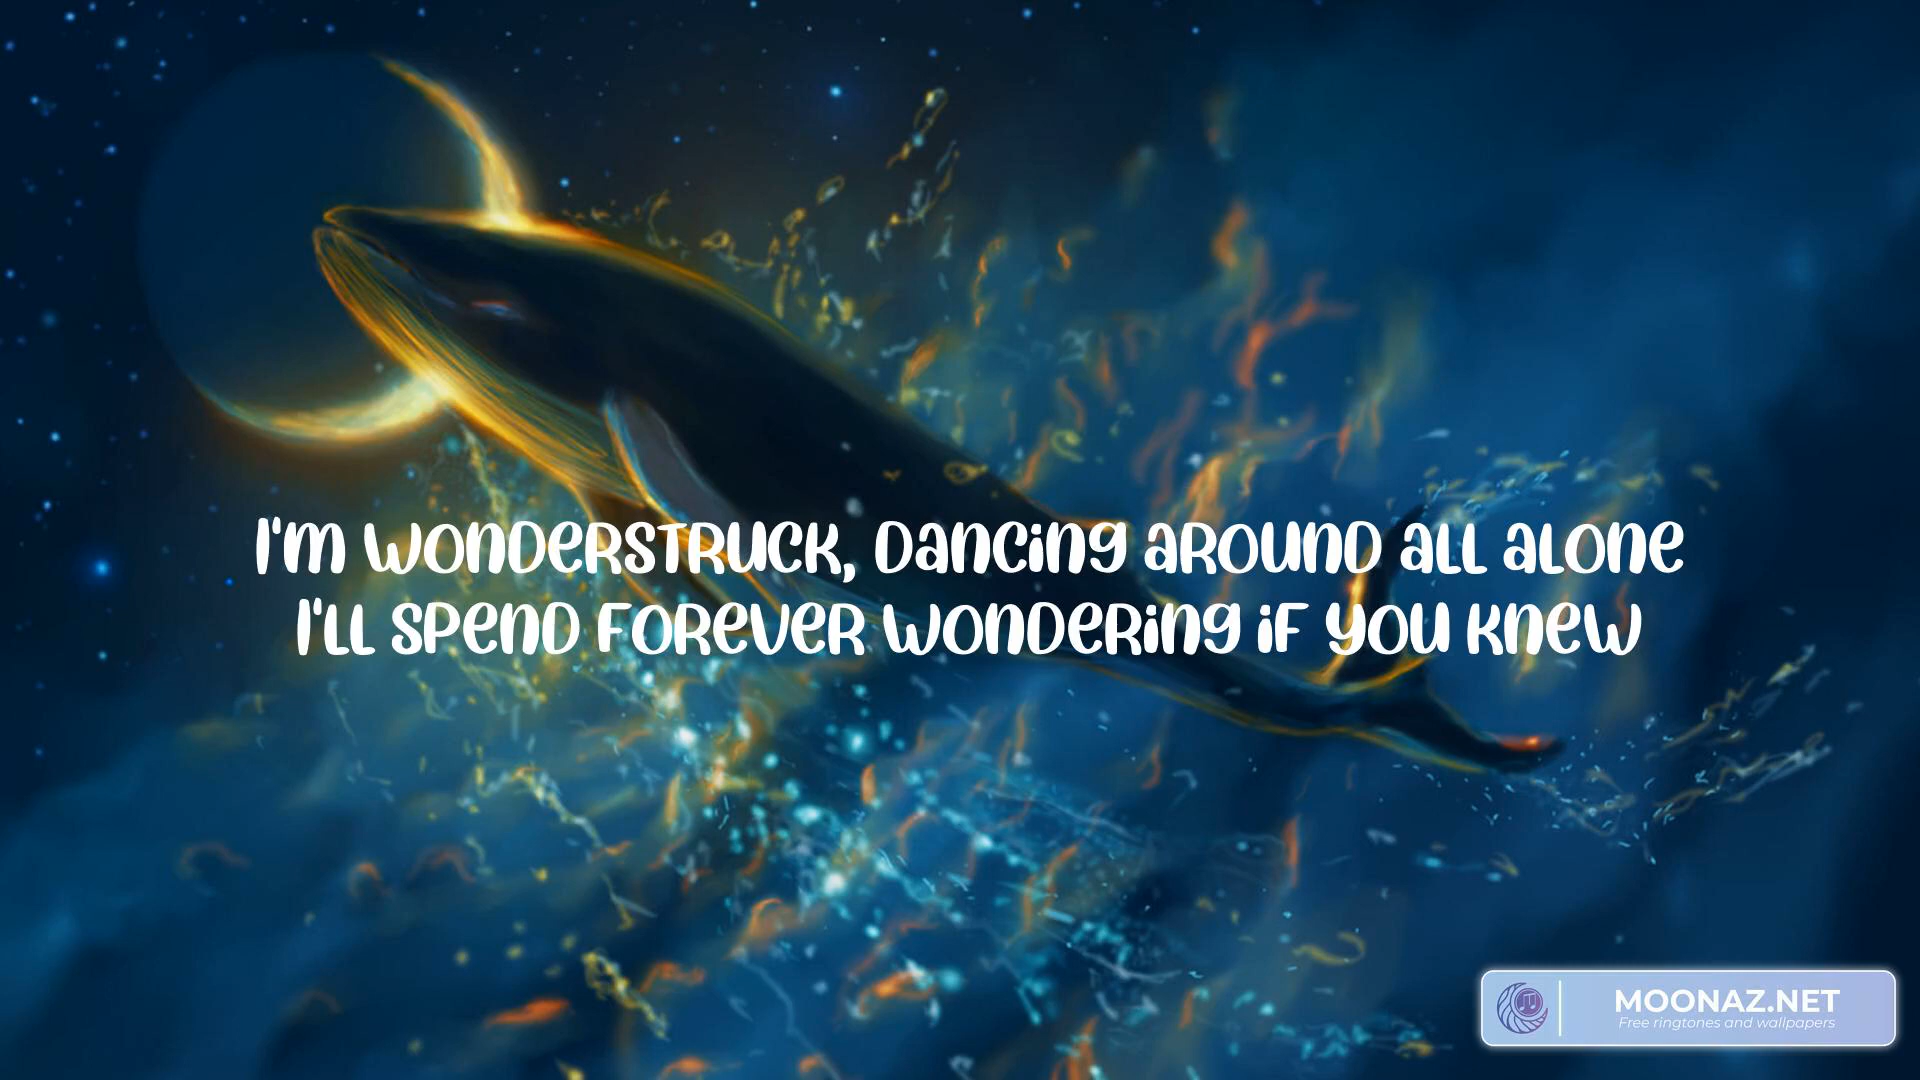 I'm wonderstruck, dancing around all alone
I'll spend forever wondering if you knew
MOONAZ.NET
Free ringtones and wallpapers